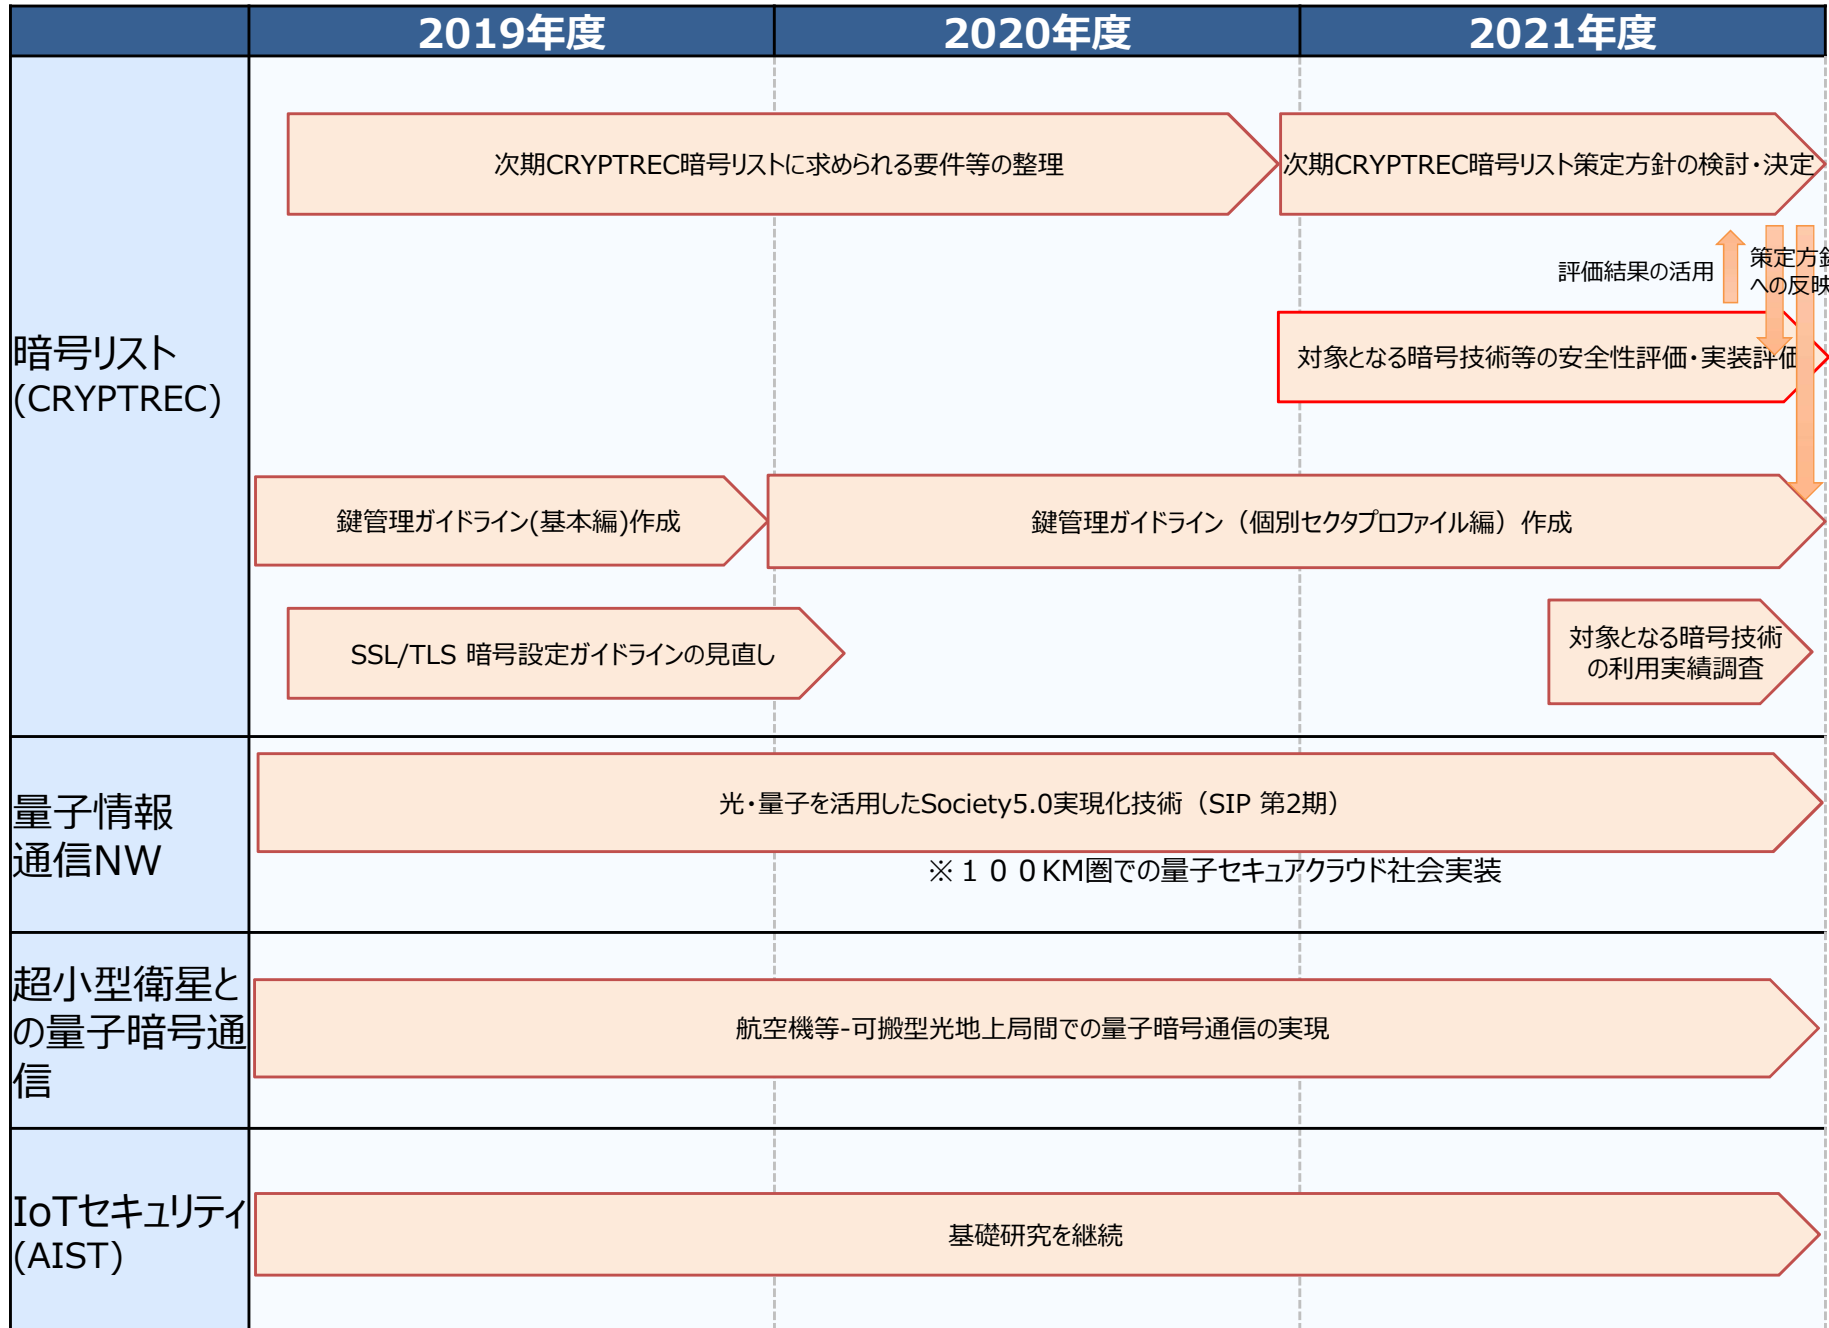 2019年度
2020年度
2021年度
暗号リスト
(CRYPTREC)
次期CRYPTREC暗号リストに求められる要件等の整理
次期CRYPTREC暗号リスト策定方針の検討・決定
評価結果の活用
策定方針
への反映
対象となる暗号技術等の安全性評価・実装評価
鍵管理ガイドライン(基本編)作成
鍵管理ガイドライン（個別セクタプロファイル編）作成
SSL/TLS 暗号設定ガイドラインの見直し
対象となる暗号技術
の利用実績調査
量子情報
通信NW
光・量子を活用したSociety5.0実現化技術（SIP 第2期）
※１００KM圏での量子セキュアクラウド社会実装
超小型衛星と
の量子暗号通
信
航空機等-可搬型光地上局間での量子暗号通信の実現
IoTセキュリティ
(AIST)
基礎研究を継続